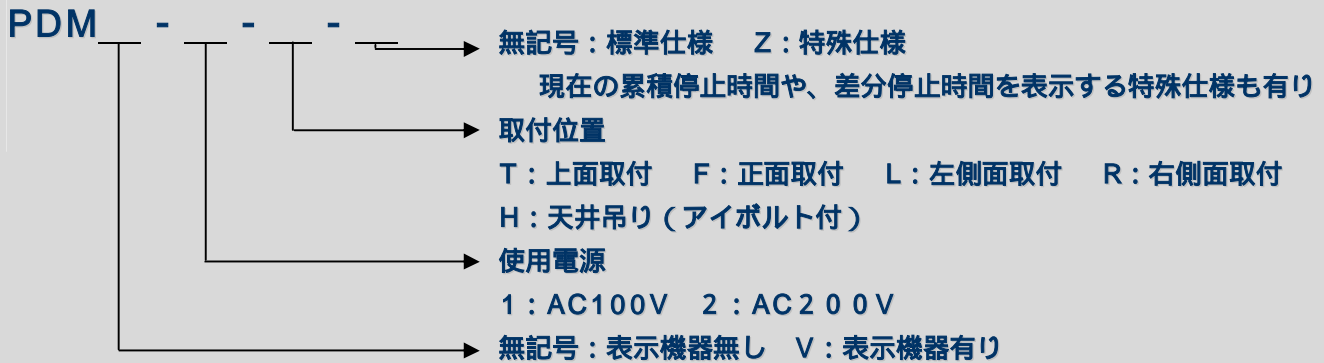 PDM＿-＿-＿-＿
無記号：標準仕様　Ｚ：特殊仕様
現在の累積停止時間や、差分停止時間を表示する特殊仕様も有り
取付位置
Ｔ：上面取付　Ｆ：正面取付　Ｌ：左側面取付　Ｒ：右側面取付
Ｈ：天井吊り（アイボルト付）
使用電源
１：AC100V　２：AC２００V
無記号：表示機器無し　Ｖ：表示機器有り